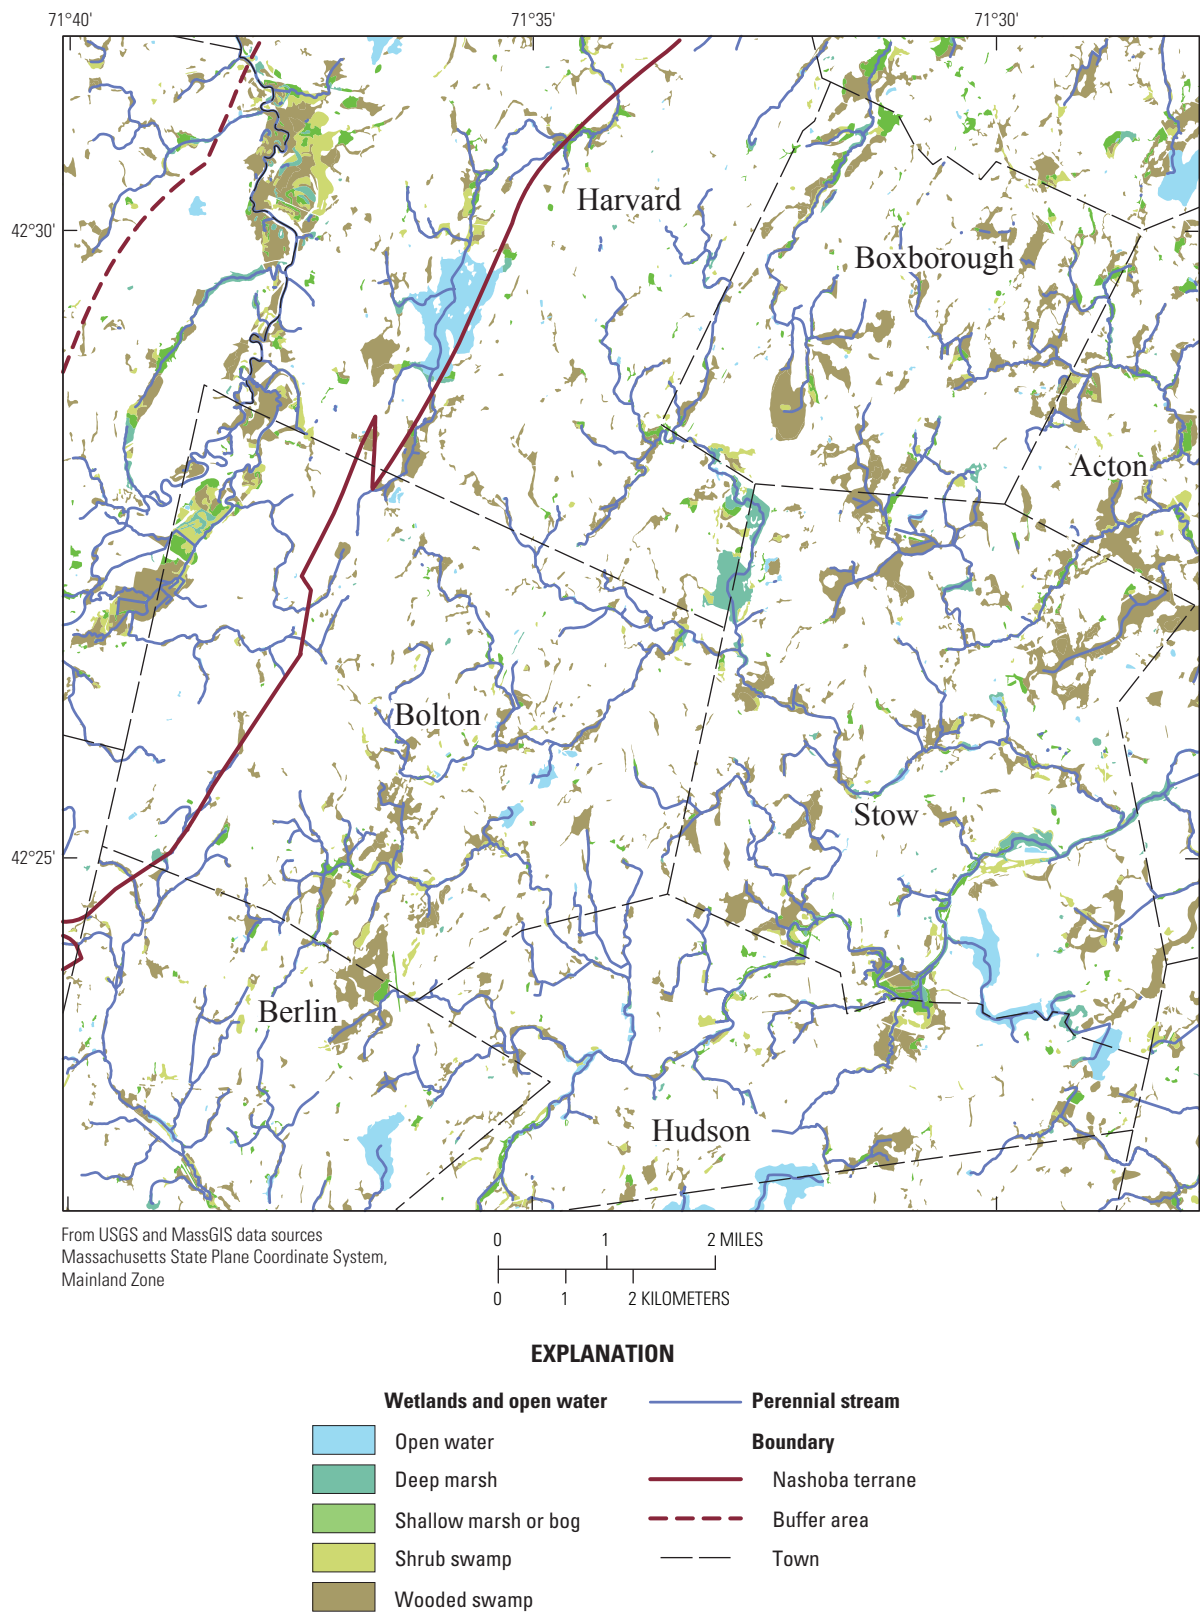 71°40'
71°35'
71°30'
42°30'
42°25'
Harvard
Boxborough
Acton
Bolton
Stow
Berlin
Hudson
From USGS and MassGIS data sources
Massachusetts State Plane Coordinate System,
Mainland Zone
0 1 2 MILES
0 1 2 KILOMETERS
EXPLANATION
Wetlands and open water
Open water
Deep marsh
Shallow marsh or bog
Shrub swamp
Wooded swamp
Perennial stream
Boundary
Nashoba terrane
Buffer area
Town